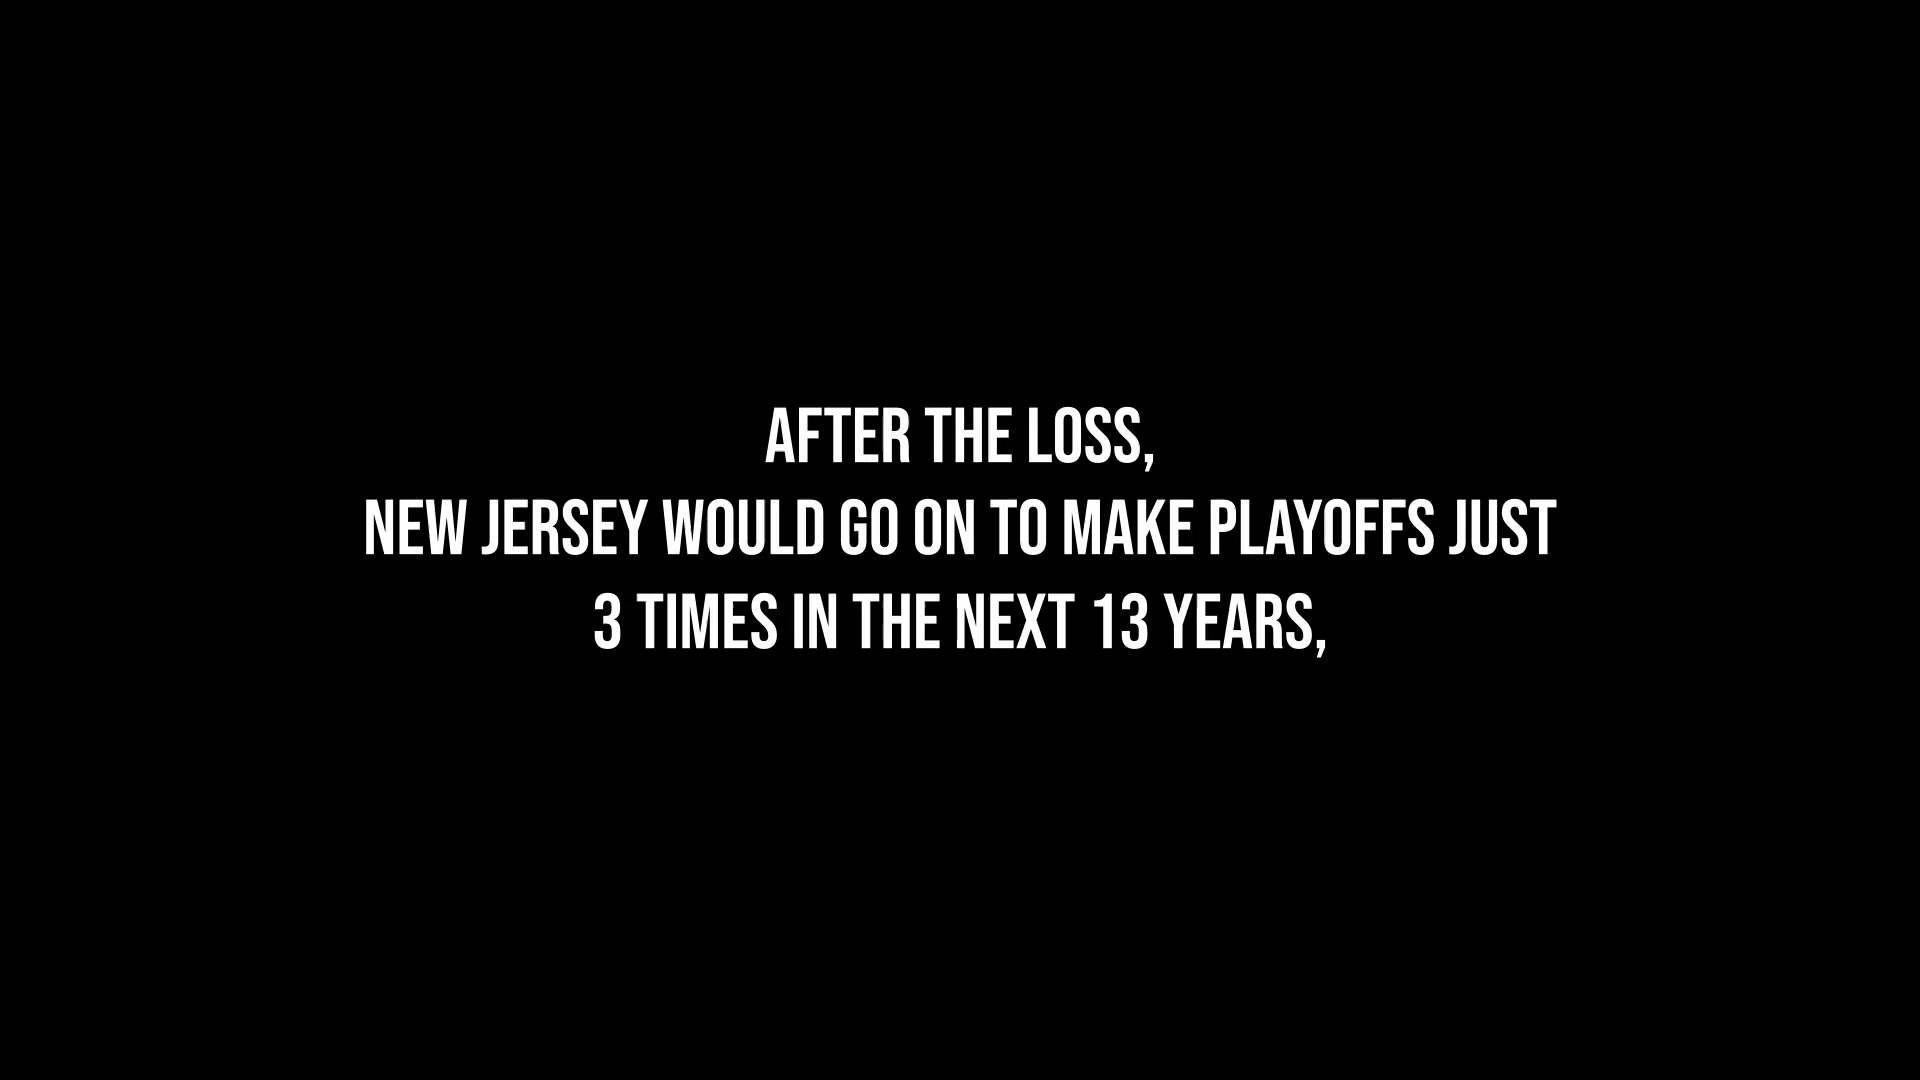 AFTER THE LOSS,
NEW JERSEY WOULD GO ON TO MAKE PLAYOFFS JUST
3 TIMES IN THE NEXT 13 YEARS,